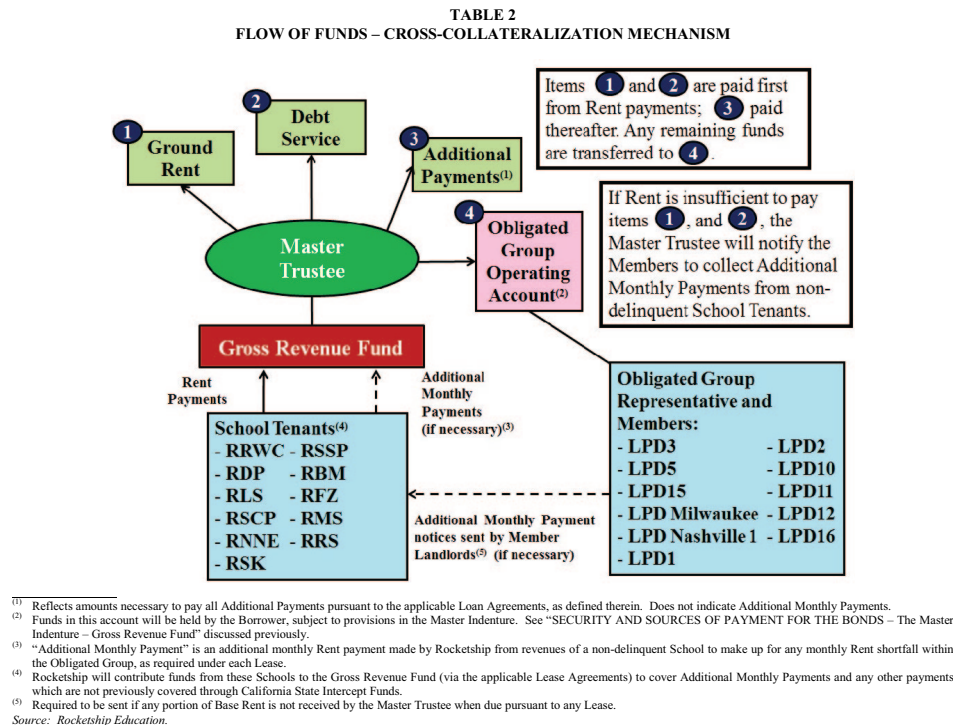 TABLE 2
FLOW OF FUNDS – CROSS-COLLATERALIZATION MECHANISM
Items 1 and 2 are paid first
from Rent payments; 3 paid
thereafter. Any remaining funds
are transferred to 4 .
1
Ground
Rent
2
Debt
Service
3
Additional
Payments(1)
If Rent is insufficient to pay
items 1 , and 2 , the
Master Trustee will notify the
Members to collect Additional
Monthly Payments from non-
delinquent School Tenants.
4
Obligated
Group
Operating
Account(2)
Master
Trustee
Gross Revenue Fund
Rent
Payments
Additional
Monthly
Payments
(if necessary)(3)
School Tenants(4)
- RRWC - RSSP
- RDP - RBM
- RLS - RFZ
- RSCP - RMS
- RNNE - RRS
- RSK
Obligated Group
Representative and
Members:
- LPD3 - LPD2
- LPD5 - LPD10
- LPD15 - LPD11
- LPD Milwaukee - LPD12
- LPD Nashville 1 - LPD16
- LPD1
Additional Monthly Payment
notices sent by Member
Landlords(5) (if necessary)
(1) Reflects amounts necessary to pay all Additional Payments pursuant to the applicable Loan Agreements, as defined therein. Does not indicate Additional Monthly Payments.
(2) Funds in this account will be held by the Borrower, subject to provisions in the Master Indenture. See “SECURITY AND SOURCES OF PAYMENT FOR THE BONDS – The Master
Indenture – Gross Revenue Fund” discussed previously.
(3) “Additional Monthly Payment” is an additional monthly Rent payment made by Rocketship from revenues of a non-delinquent School to make up for any monthly Rent shortfall within
the Obligated Group, as required under each Lease.
(4) Rocketship will contribute funds from these Schools to the Gross Revenue Fund (via the applicable Lease Agreements) to cover Additional Monthly Payments and any other payments
which are not previously covered through California State Intercept Funds.
(5) Required to be sent if any portion of Base Rent is not received by the Master Trustee when due pursuant to any Lease.
Source: Rocketship Education.